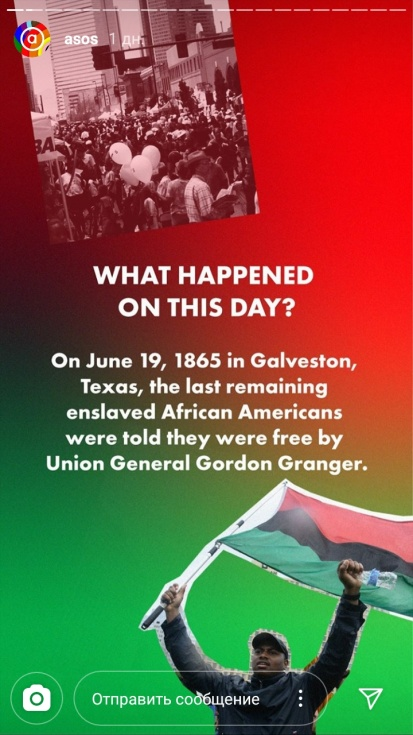 asos 1 дн.
3A
WHAT HAPPENED
ON THIS DAY?
On June 19, 1865 in Galveston,
Texas, the last remaining
enslaved African Americans
were told they were free by
Union General Gordon Granger.
Отправить сообщение